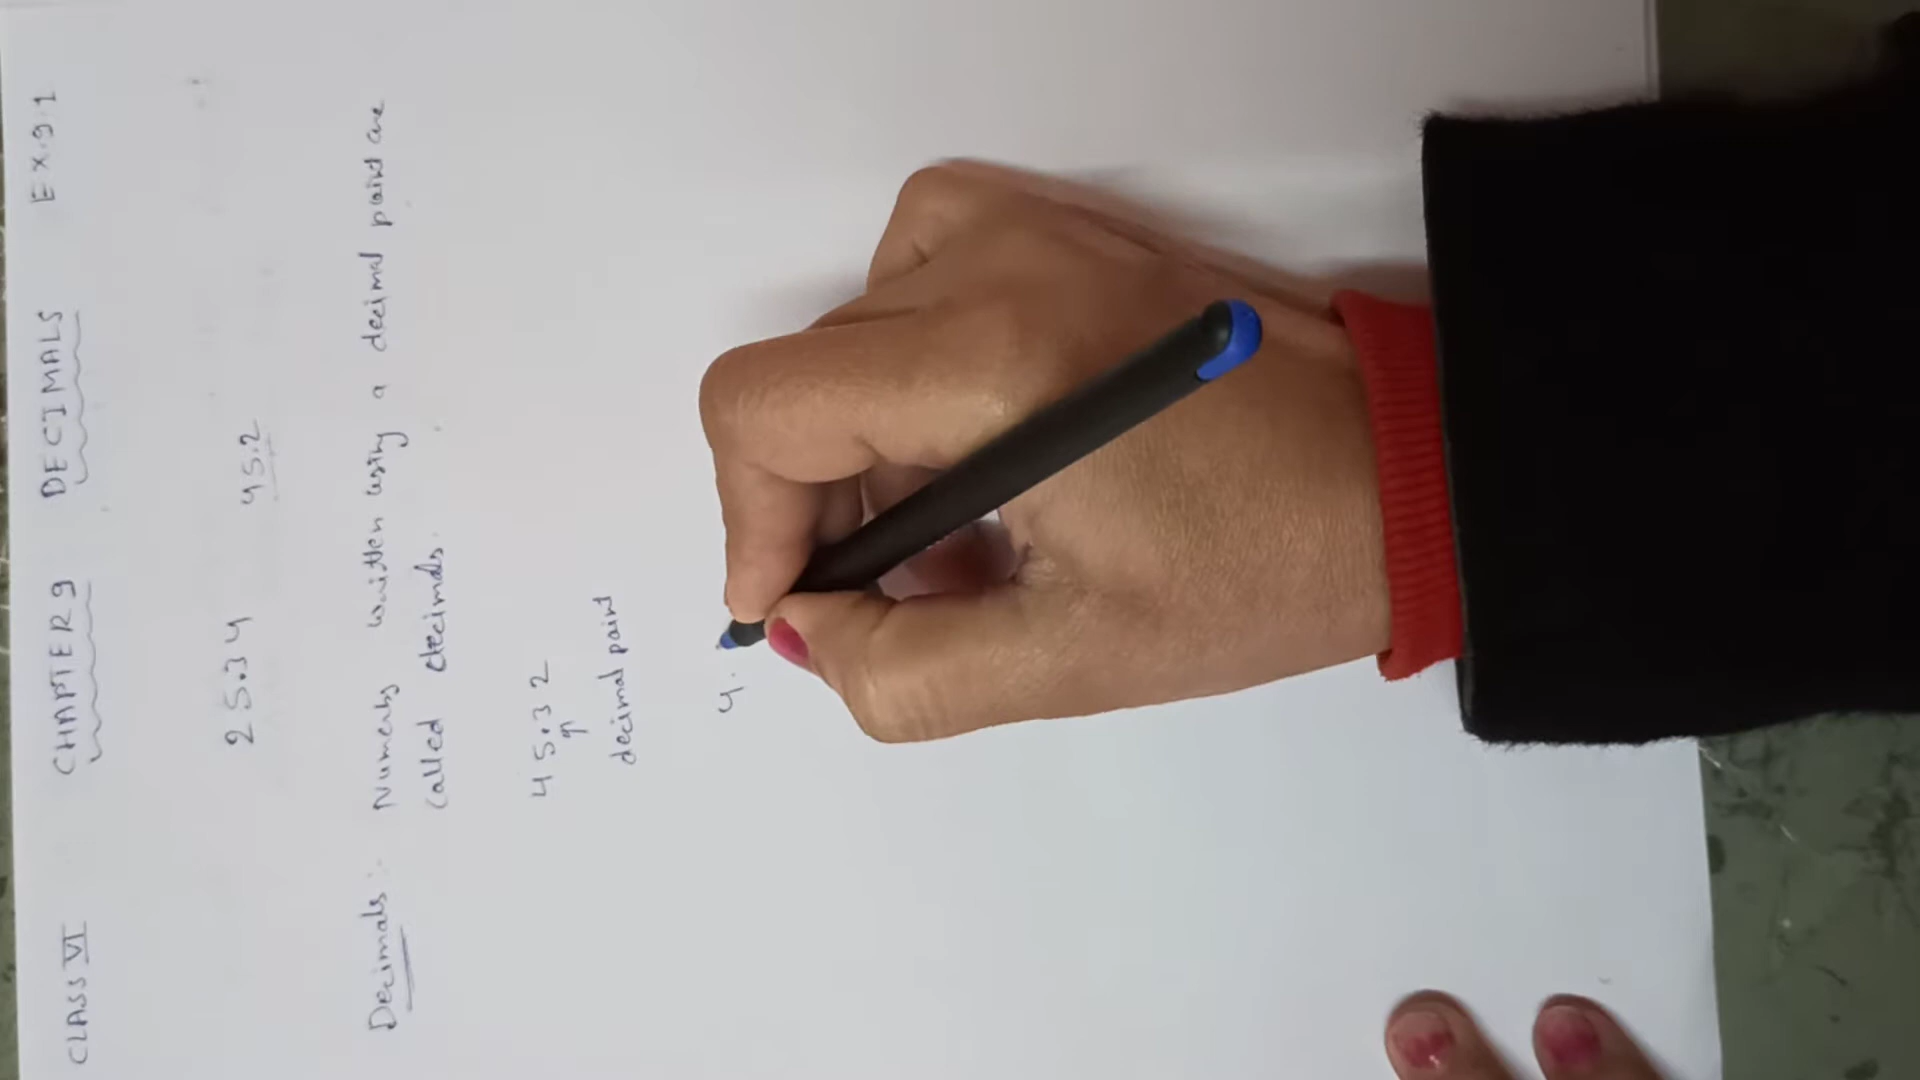 CLASS VI CHAPTER 9 DECIMALS EX.9.1
25.34 45.2
Decimals: Numers written using a decimal point are
called decimals.
45.32
decimal point
4.